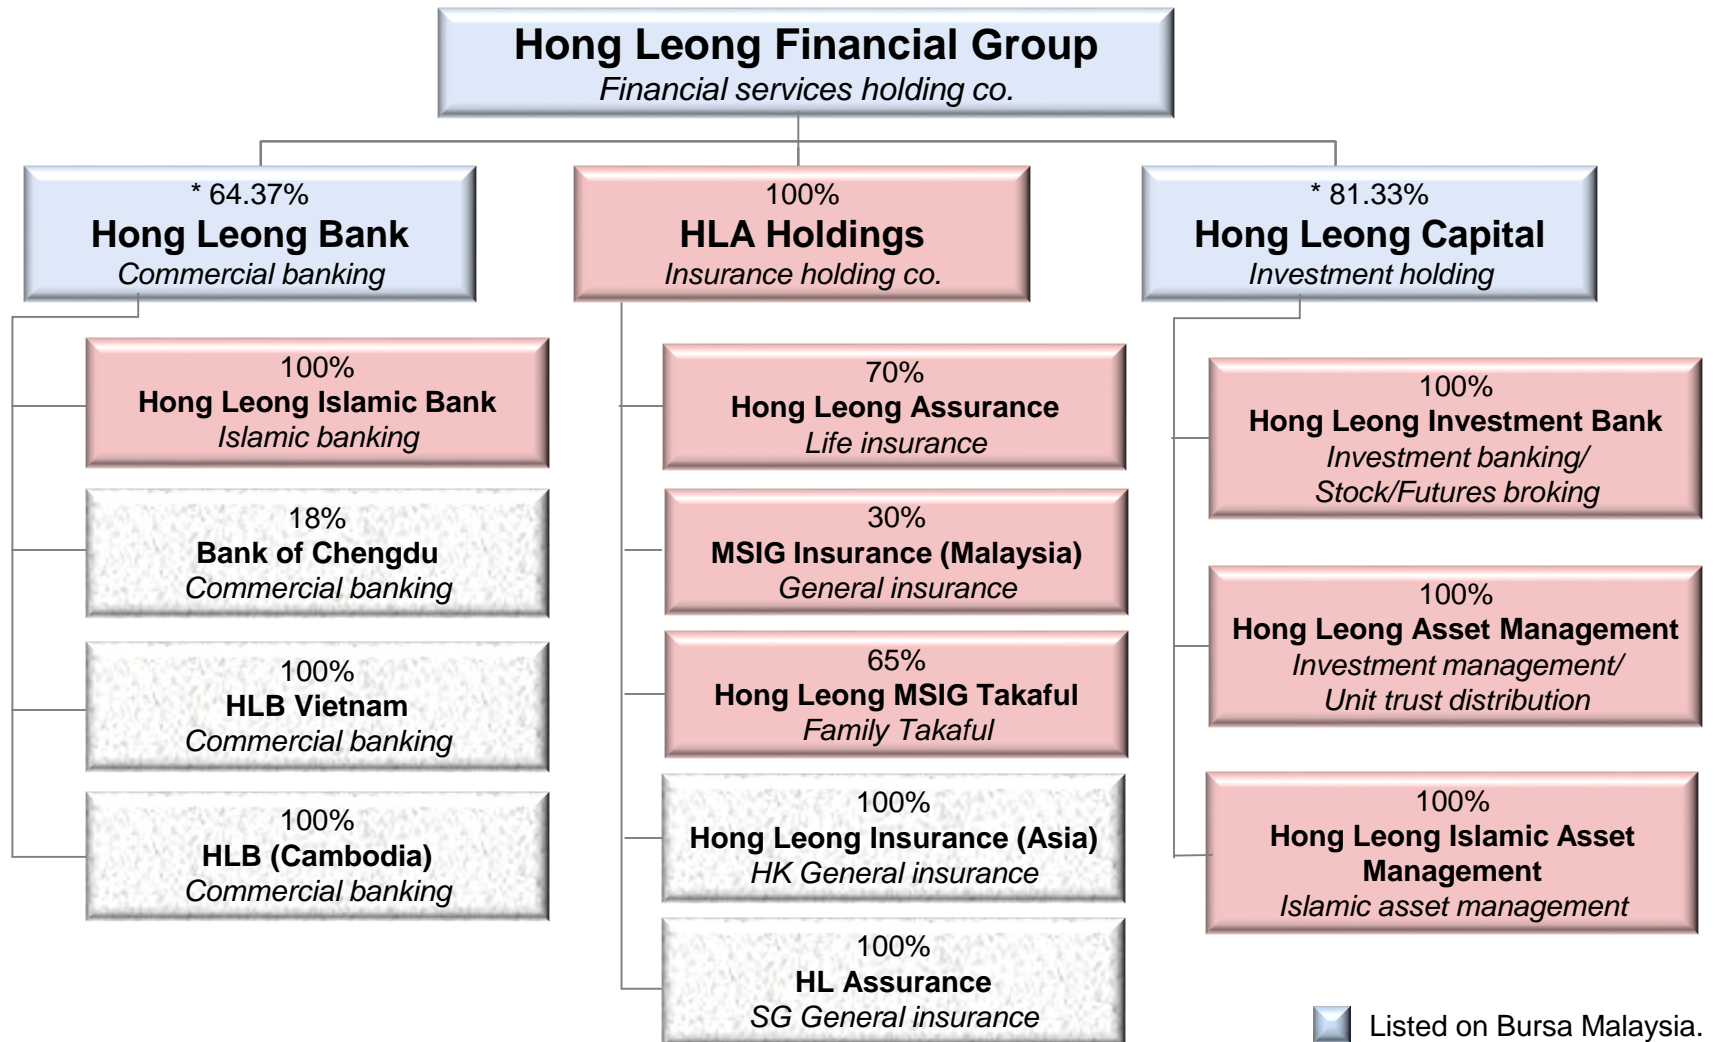 Hong Leong Financial Group
Financial services holding co.
* 64.37%
Hong Leong Bank
Commercial banking
100%
Hong Leong Islamic Bank
Islamic banking
18%
Bank of Chengdu
Commercial banking
100%
HLB Vietnam
Commercial banking
100%
HLB (Cambodia)
Commercial banking
100%
HLA Holdings
Insurance holding co.
70%
Hong Leong Assurance
Life insurance
30%
MSIG Insurance (Malaysia)
General insurance
65%
Hong Leong MSIG Takaful
Family Takaful
100%
Hong Leong Insurance (Asia)
HK General insurance
100%
HL Assurance
SG General insurance
* 81.33%
Hong Leong Capital
Investment holding
100%
Hong Leong Investment Bank
Investment banking/
Stock/Futures broking
100%
Hong Leong Asset Management
Investment management/
Unit trust distribution
100%
Hong Leong Islamic Asset
Management
Islamic asset management
Listed on Bursa Malaysia.